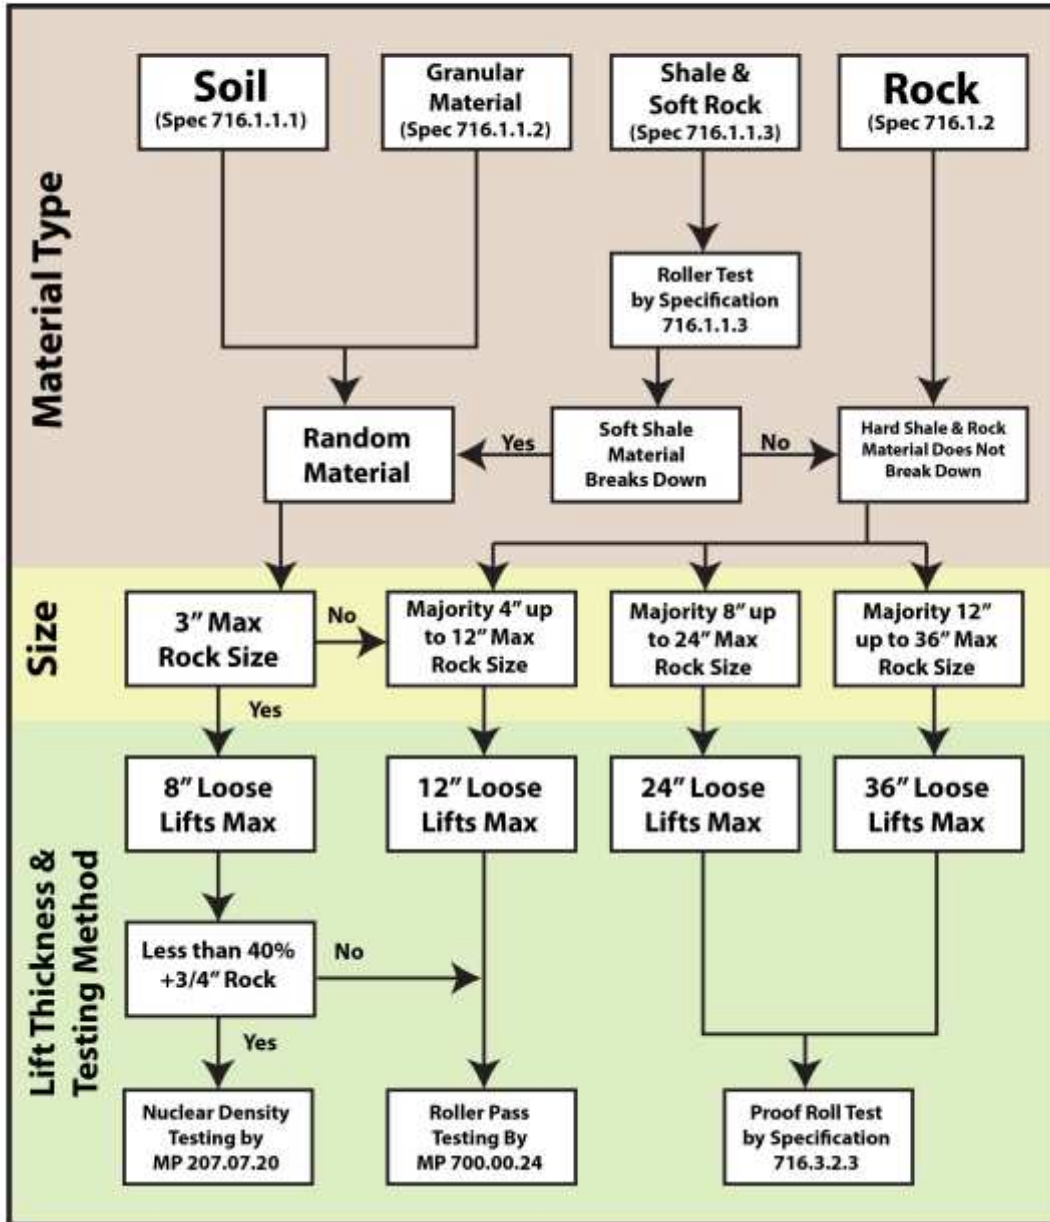 Material Type
Soil
(Spec 716.1.1.1)
Granular
Material
(Spec 716.1.1.2)
Shale &
Soft Rock
(Spec 716.1.1.3)
Rock
(Spec 716.1.2
Roller Test
by Specification
716.1.1.3
Random
Material
Yes
Soft Shale
Material
Breaks Down
No
Hard Shale & Rock
Material Does Not
Break Down
Size
3” Max
Rock Size
No
Majority 4” up
to 12” Max
Rock Size
Majority 8” up
to 24” Max
Rock Size
Majority 12”
up to 36” Max
Rock Size
Yes
Lift Thickness &
Testing Method
8” Loose
Lifts Max
12” Loose
Lifts Max
24” Loose
Lifts Max
36” Loose
Lifts Max
Less than 40%
+3/4” Rock
No
Yes
Nuclear Density
Testing by
MP 207.07.20
Roller Pass
Testing By
MP 700.00.24
Proof Roll Test
by Specification
716.3.2.3